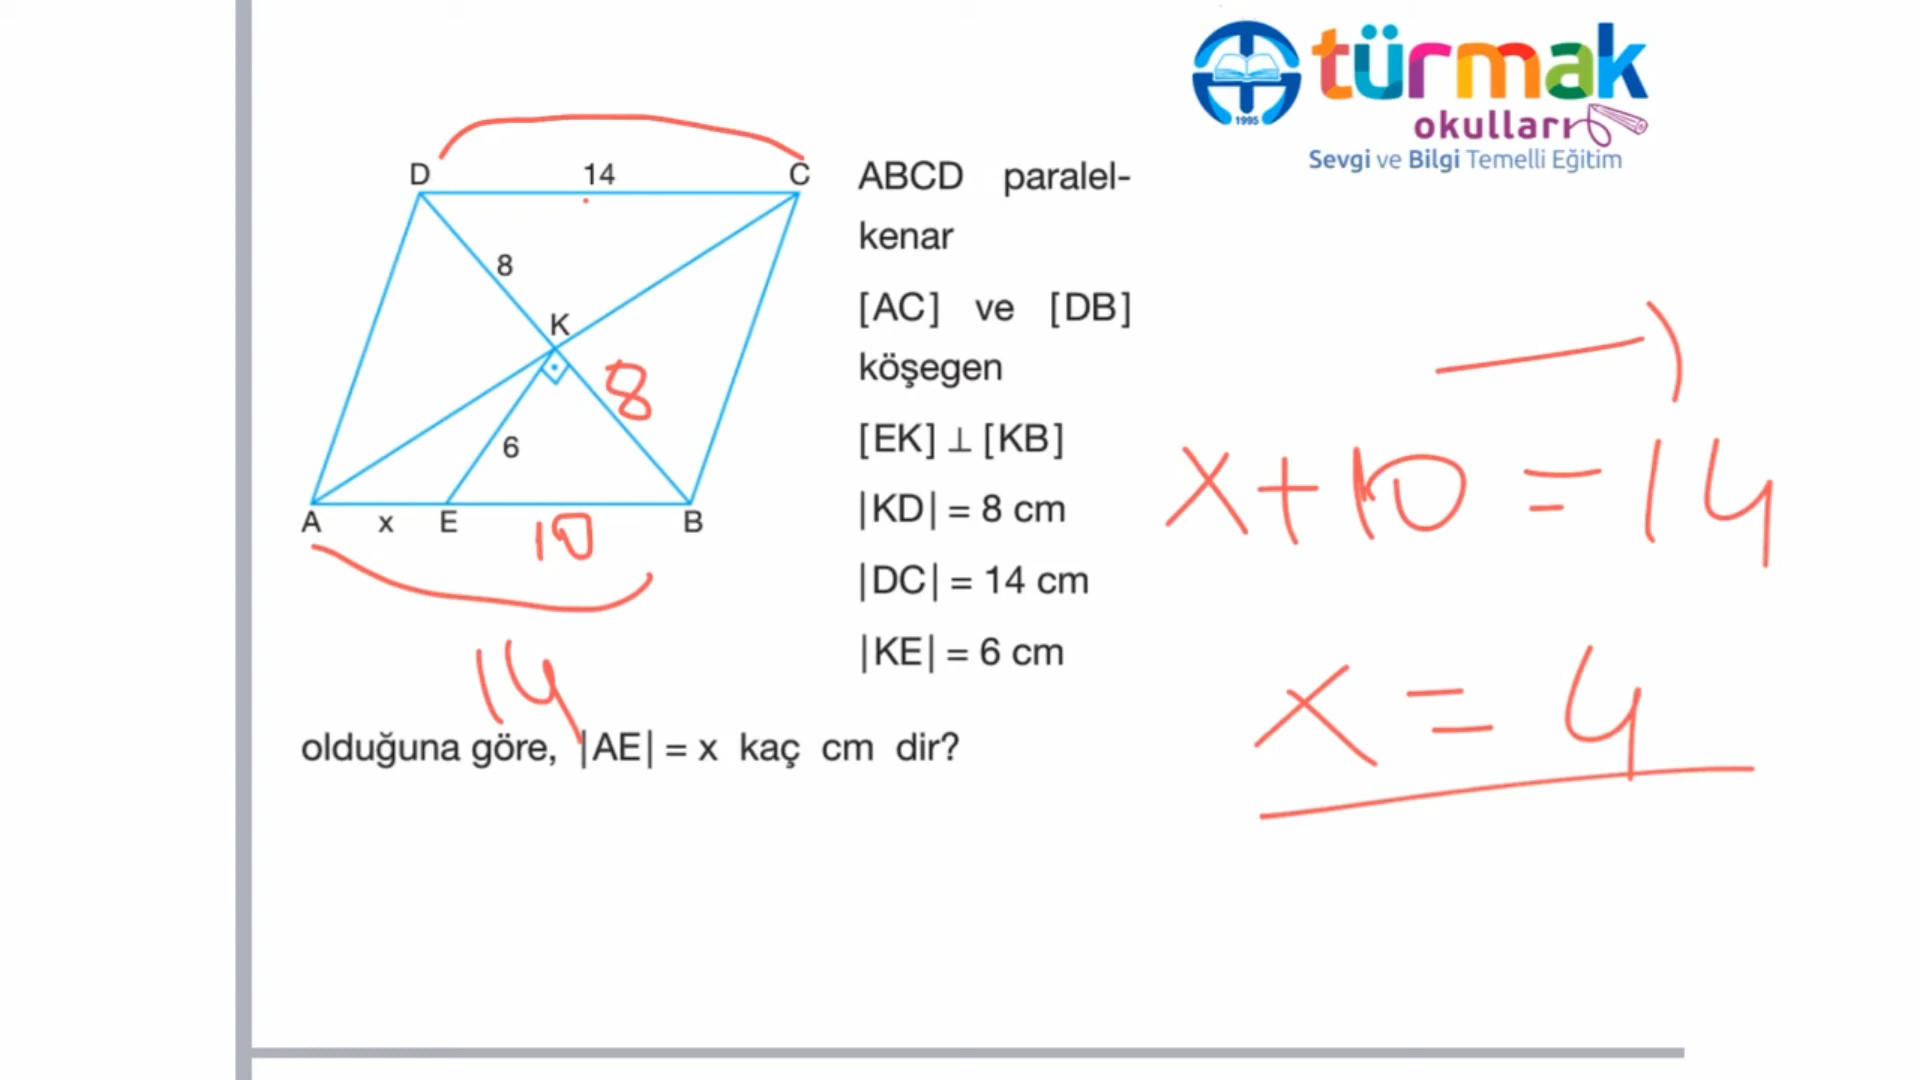 türmak
okulları
1995
Sevgi ve Bilgi Temelli Eğitim
D 14 C
8
K
8
6
A x E B
10
14
ABCD paralel-
kenar
[AC] ve [DB]
köşegen
[EK] ⊥ [KB]
|KD| = 8 cm
|DC| = 14 cm
|KE| = 6 cm
olduğuna göre, |AE| = x kaç cm dir?
x+10=14
x=4